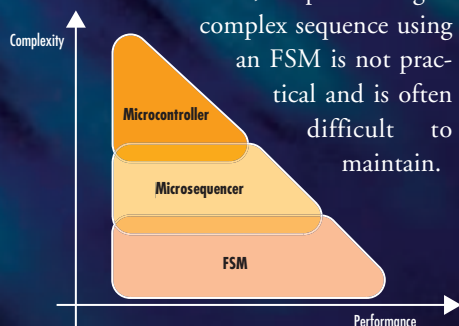 complex sequence using
an FSM is not prac-
tical and is often
difficult to
maintain.
Complexity
Microcontroller
Microsequencer
FSM
Performance